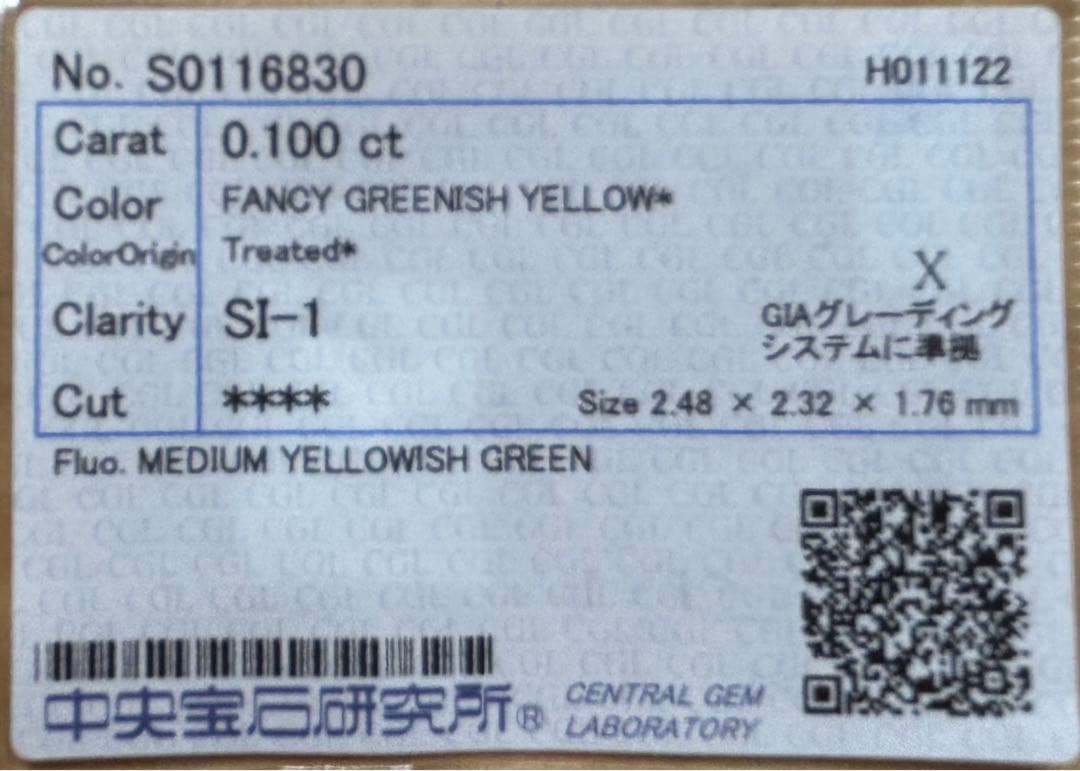 No. S0116830
H011122
Carat 0.100 ct
Color FANCY GREENISH YELLOW*
ColorOrigin Treated*
X
Clarity SI-1
GIAグレーディング
システムに準拠
Cut ****
Size 2.48 × 2.32 × 1.76 mm
Fluo. MEDIUM YELLOWISH GREEN
中央宝石研究所® CENTRAL GEM
LABORATORY